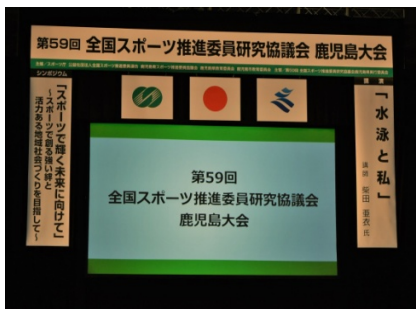 第59回 全国スポーツ推進委員研究協議会 鹿児島大会
シンポジウム
「スポーツで輝く未来に向けて」
～スポーツで創る強い絆と
活力ある地域社会づくりを目指して～
講演
「水泳と私」
講師 柴田 亜衣 氏
第59回
全国スポーツ推進委員研究協議会
鹿児島大会